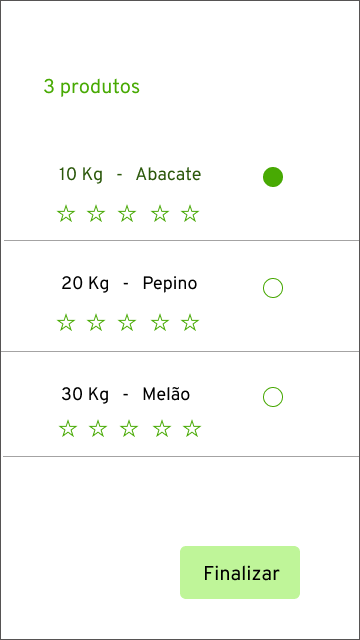 3 produtos
10 Kg - Abacate
20 Kg - Pepino
30 Kg - Melão
Finalizar